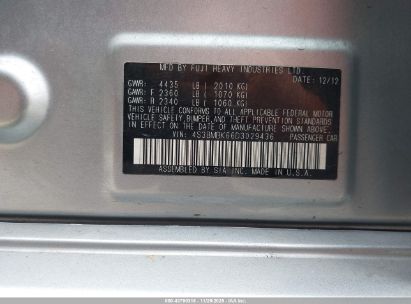 MFD BY FUJI HEAVY INDUSTRIES LTD.
DATE: 12/12
GVWR: 4435 LB ( 2010 KG)
GAWR: F 2360 LB ( 1070 KG)
GAWR: R 2340 LB ( 1060 KG)
THIS VEHICLE CONFORMS TO ALL APPLICABLE FEDERAL MOTOR
VEHICLE SAFETY, BUMPER, AND THEFT PREVENTION STANDARDS
IN EFFECT ON THE DATE OF MANUFACTURE SHOWN ABOVE.
VIN: 4S3BMBK66D3029436
PASSENGER CAR
ASSEMBLED BY SIA INC. MADE IN U.S.A.